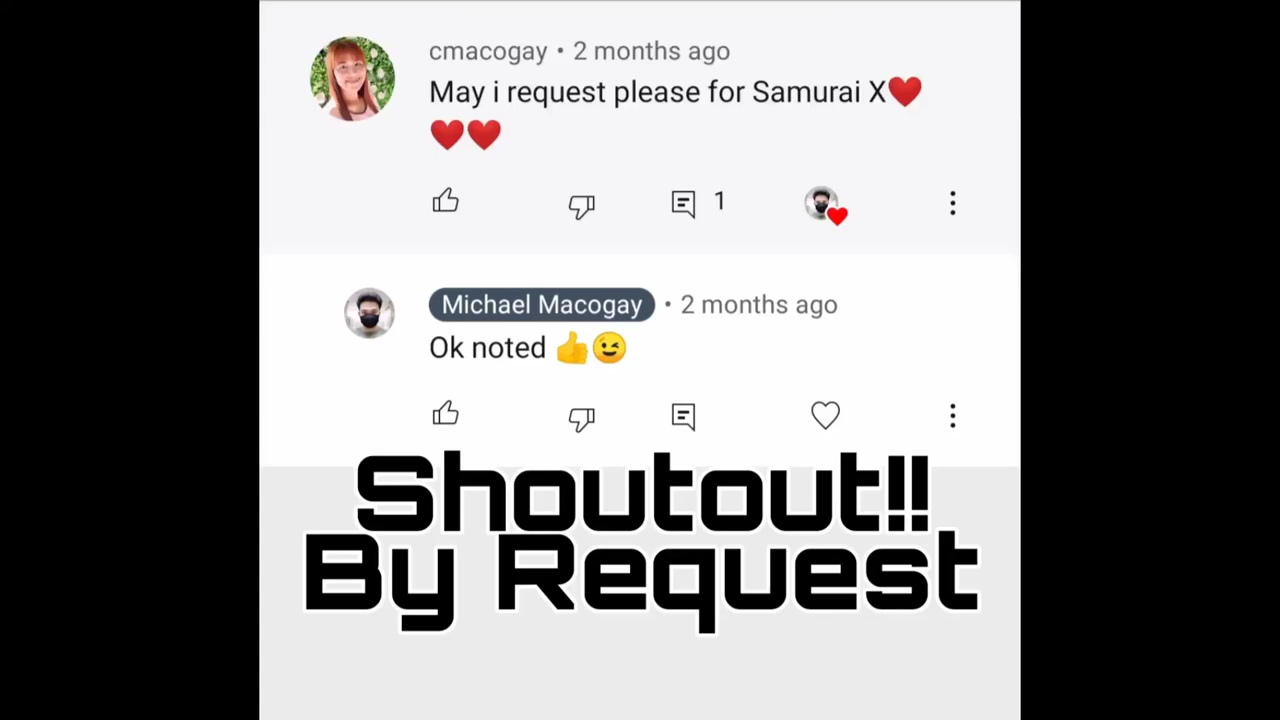 cmacogay • 2 months ago
May i request please for Samurai X❤️
❤️❤️
1
Michael Macogay • 2 months ago
Ok noted 👍😉
Shoutout!!
By Request